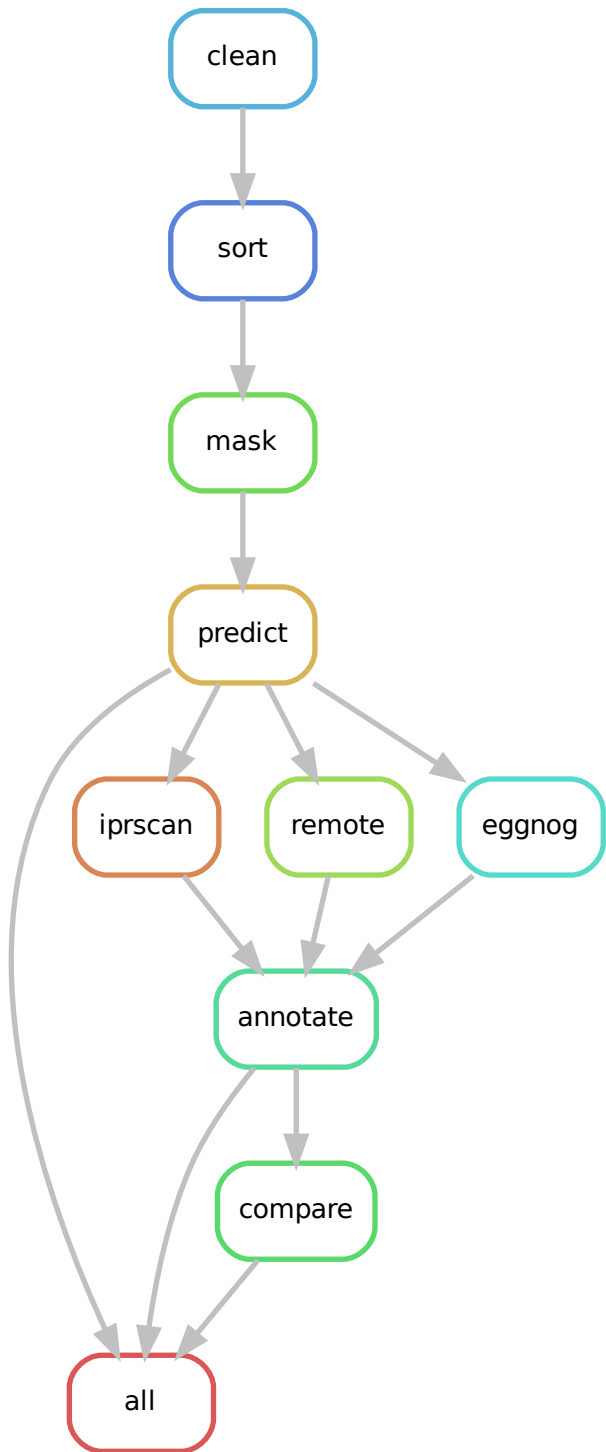 clean
sort
mask
predict
iprscan
remote
eggnog
annotate
compare
all